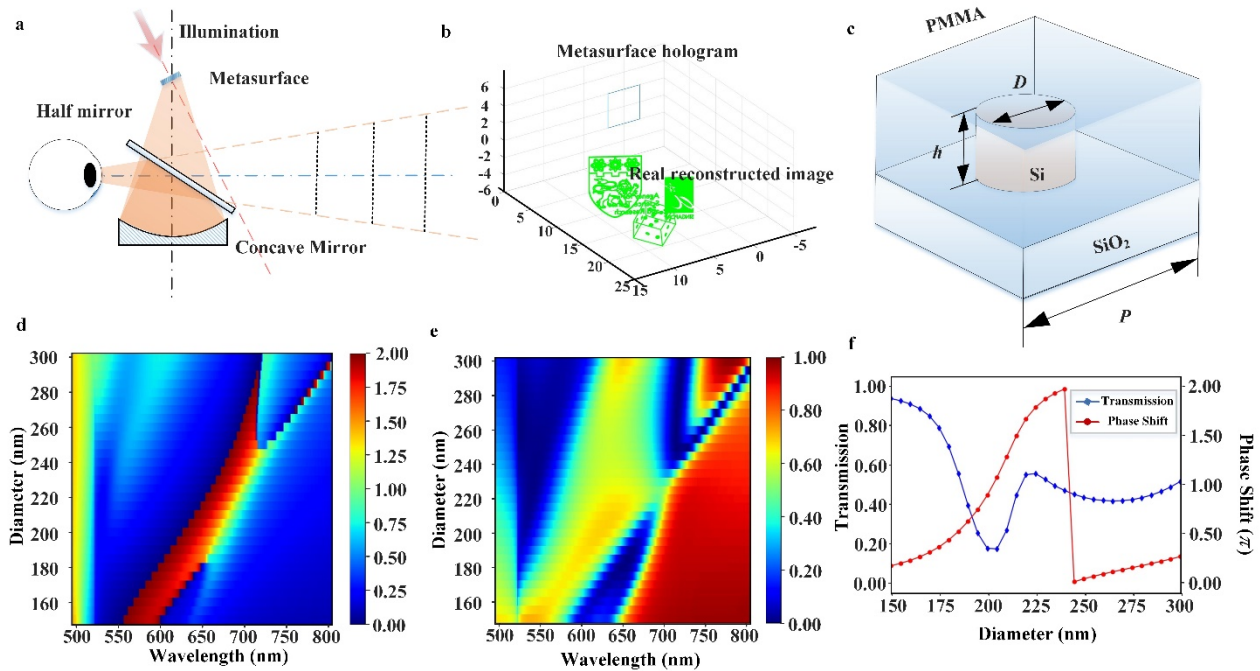 a
Illumination
Metasurface
Half mirror
Concave Mirror
b
Metasurface hologram
6
4
2
0
-2
-4
-6
Real reconstructed image
0
5
10
15
20
25
15
10
5
0
-5
c
PMMA
D
h
Si
SiO₂
P
d
300
280
260
240
220
200
180
160
Diameter (nm)
500 550 600 650 700 750 800
Wavelength (nm)
2.00
1.75
1.50
1.25
1.00
0.75
0.50
0.25
0.00
e
300
280
260
240
220
200
180
160
Diameter (nm)
500 550 600 650 700 750 800
Wavelength (nm)
1.00
0.80
0.60
0.40
0.20
0.00
f
1.00
0.80
0.60
0.40
0.20
0.00
Transmission
Transmission
Phase Shift
2.00
1.50
1.00
0.50
0.00
Phase Shift (π)
150 175 200 225 240 275 300
Diameter (nm)